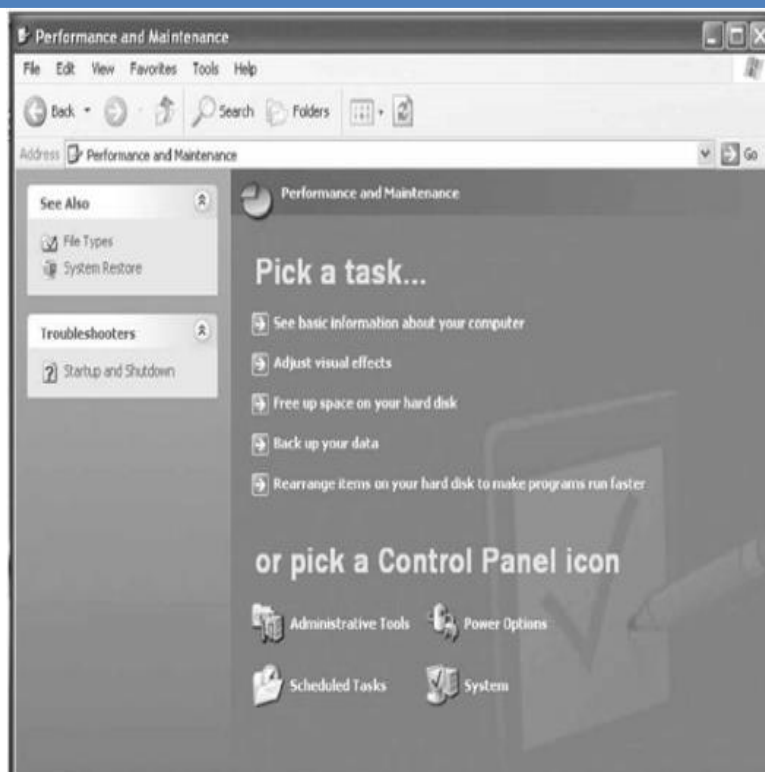 Performance and Maintenance
File Edit View Favorites Tools Help
Back Search Folders
Address Performance and Maintenance Go
See Also
File Types
System Restore
Troubleshooters
Startup and Shutdown
Performance and Maintenance
Pick a task...
See basic information about your computer
Adjust visual effects
Free up space on your hard disk
Back up your data
Rearrange items on your hard disk to make programs run faster
or pick a Control Panel icon
Administrative Tools Power Options
Scheduled Tasks System